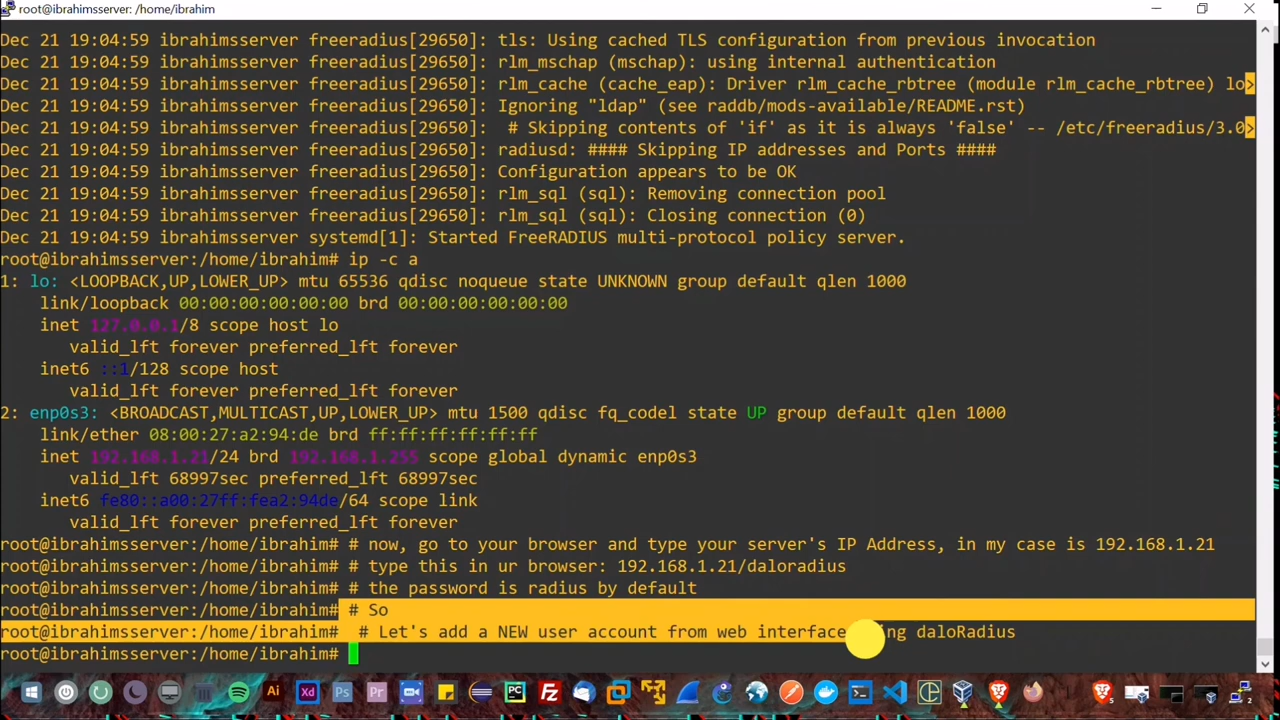 root@ibrahimsserver: /home/ibrahim
Dec 21 19:04:59 ibrahimsserver freeradius[29650]: tls: Using cached TLS configuration from previous invocation
Dec 21 19:04:59 ibrahimsserver freeradius[29650]: rlm_mschap (mschap): using internal authentication
Dec 21 19:04:59 ibrahimsserver freeradius[29650]: rlm_cache (cache_eap): Driver rlm_cache_rbtree (module rlm_cache_rbtree) lo>
Dec 21 19:04:59 ibrahimsserver freeradius[29650]: Ignoring "ldap" (see raddb/mods-available/README.rst)
Dec 21 19:04:59 ibrahimsserver freeradius[29650]:  # Skipping contents of 'if' as it is always 'false' -- /etc/freeradius/3.0>
Dec 21 19:04:59 ibrahimsserver freeradius[29650]: radiusd: #### Skipping IP addresses and Ports ####
Dec 21 19:04:59 ibrahimsserver freeradius[29650]: Configuration appears to be OK
Dec 21 19:04:59 ibrahimsserver freeradius[29650]: rlm_sql (sql): Removing connection pool
Dec 21 19:04:59 ibrahimsserver freeradius[29650]: rlm_sql (sql): Closing connection (0)
Dec 21 19:04:59 ibrahimsserver systemd[1]: Started FreeRADIUS multi-protocol policy server.
root@ibrahimsserver:/home/ibrahim# ip -c a
1: lo: <LOOPBACK,UP,LOWER_UP> mtu 65536 qdisc noqueue state UNKNOWN group default qlen 1000
    link/loopback 00:00:00:00:00:00 brd 00:00:00:00:00:00
    inet 127.0.0.1/8 scope host lo
       valid_lft forever preferred_lft forever
    inet6 ::1/128 scope host
       valid_lft forever preferred_lft forever
2: enp0s3: <BROADCAST,MULTICAST,UP,LOWER_UP> mtu 1500 qdisc fq_codel state UP group default qlen 1000
    link/ether 08:00:27:a2:94:de brd ff:ff:ff:ff:ff:ff
    inet 192.168.1.21/24 brd 192.168.1.255 scope global dynamic enp0s3
       valid_lft 68997sec preferred_lft 68997sec
    inet6 fe80::a00:27ff:fea2:94de/64 scope link
       valid_lft forever preferred_lft forever
root@ibrahimsserver:/home/ibrahim# # now, go to your browser and type your server's IP Address, in my case is 192.168.1.21
root@ibrahimsserver:/home/ibrahim# # type this in ur browser: 192.168.1.21/daloradius
root@ibrahimsserver:/home/ibrahim# # the password is radius by default
root@ibrahimsserver:/home/ibrahim# # So
root@ibrahimsserver:/home/ibrahim#  # Let's add a NEW user account from web interface ng daloRadius
root@ibrahimsserver:/home/ibrahim#
Ai
Xd
Ps
Pr
PC